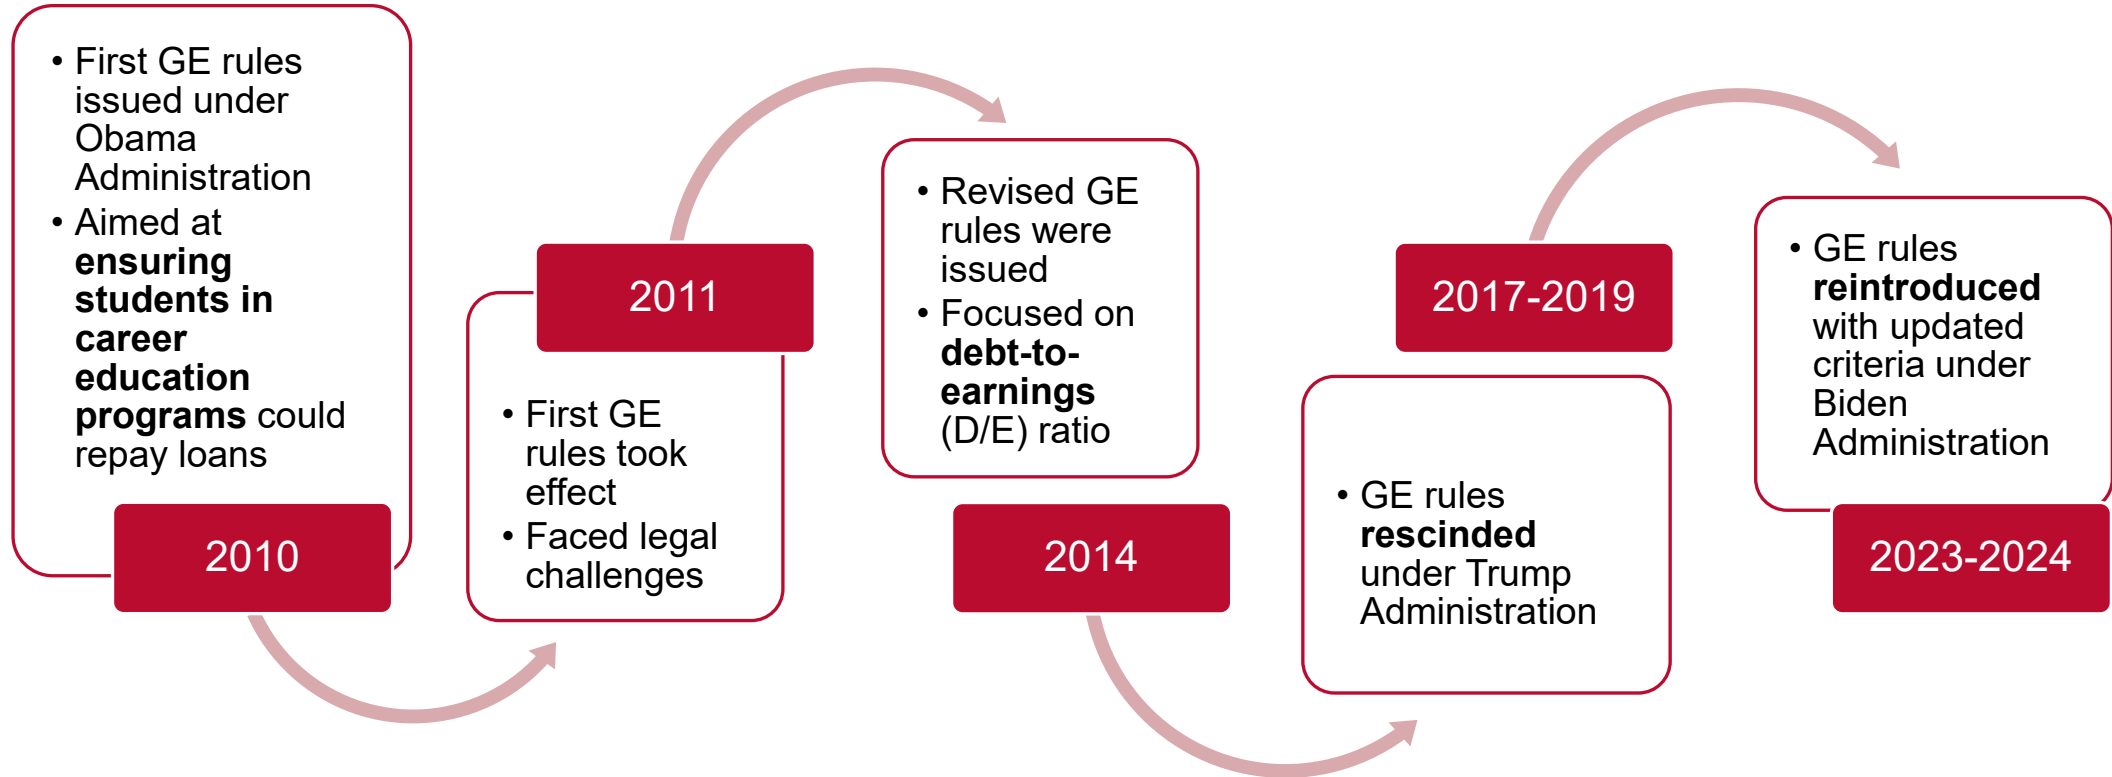 • First GE rules
issued under
Obama
Administration
• Aimed at
ensuring
students in
career
education
programs could
repay loans
2010
2011
• First GE
rules took
effect
• Faced legal
challenges
• Revised GE
rules were
issued
• Focused on
debt-to-
earnings
(D/E) ratio
2014
2017-2019
• GE rules
rescinded
under Trump
Administration
• GE rules
reintroduced
with updated
criteria under
Biden
Administration
2023-2024